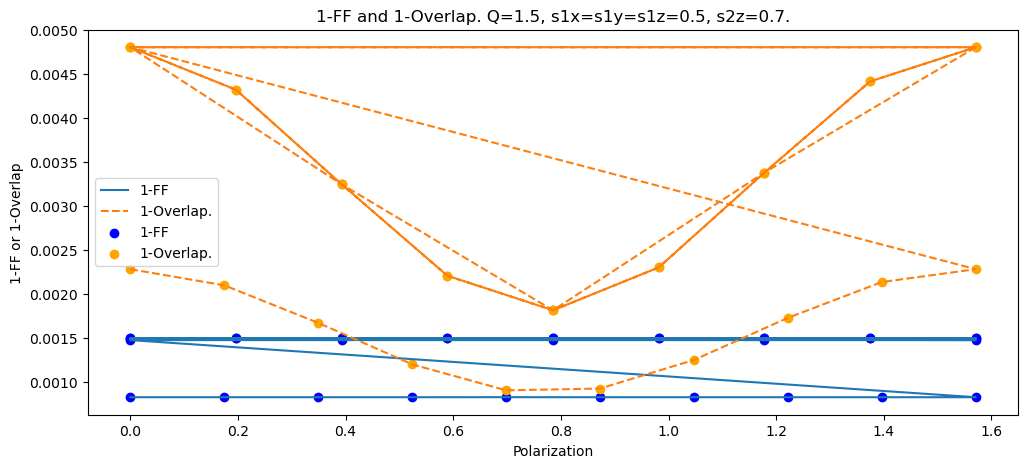 1-FF and 1-Overlap. Q=1.5, s1x=s1y=s1z=0.5, s2z=0.7.
1-FF or 1-Overlap
0.0050
0.0045
0.0040
0.0035
0.0030
0.0025
0.0020
0.0015
0.0010
1-FF
1-Overlap.
1-FF
1-Overlap.
0.0 0.2 0.4 0.6 0.8 1.0 1.2 1.4 1.6
Polarization